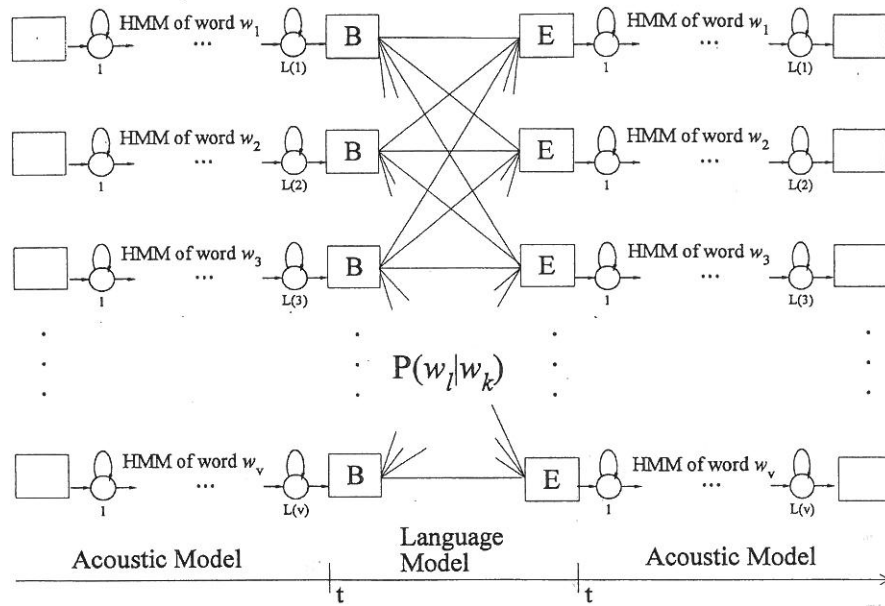 HMM of word w₁ B E HMM of word w₁
... ...
1 L(1) 1 L(1)
HMM of word w₂ B E HMM of word w₂
... ...
1 L(2) 1 L(2)
HMM of word w₃ B E HMM of word w₃
... ...
1 L(3) 1 L(3)
P(wₗ|wₖ)
HMM of word wᵥ B E HMM of word wᵥ
... ...
1 L(v) 1 L(v)
Acoustic Model Language Model Acoustic Model
t t